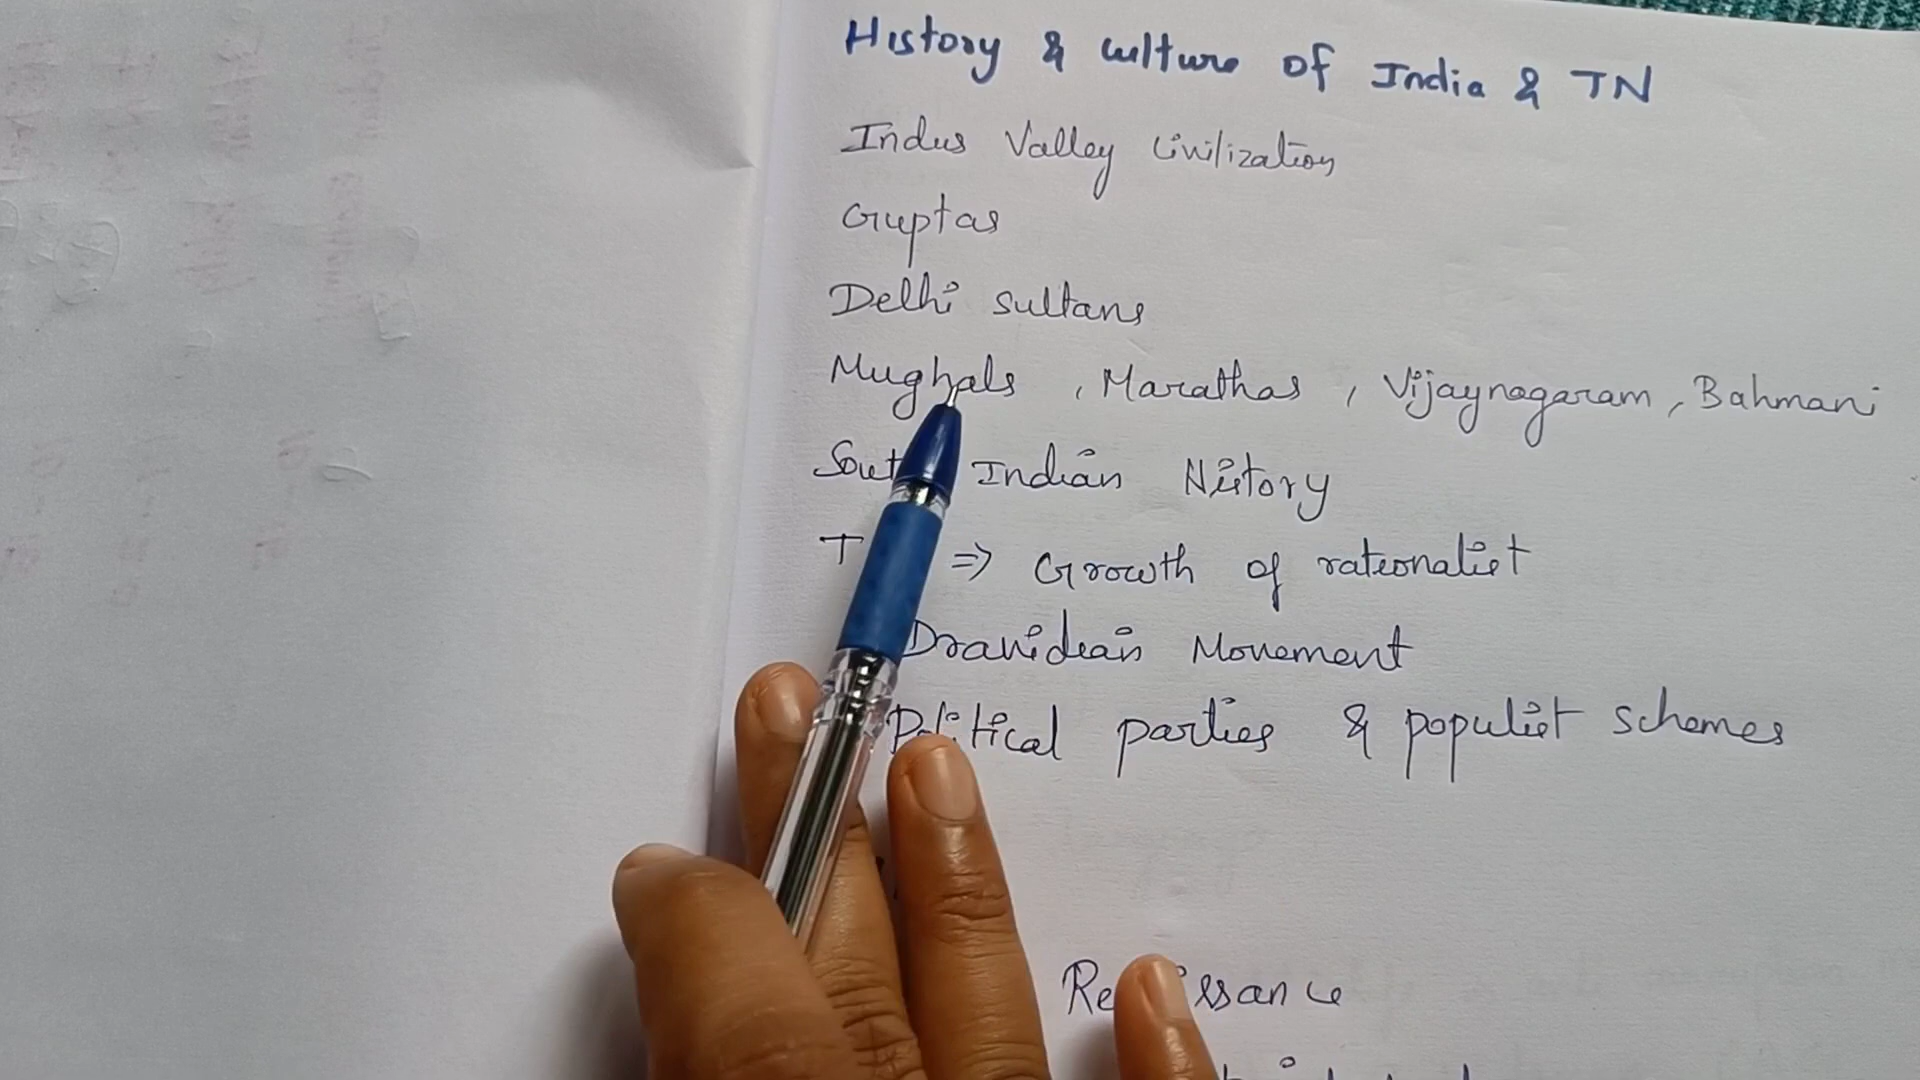 History & culture of India & TN
Indus Valley Civilization
Guptas
Delhi Sultans
Mughals , Marathas , Vijaynagaram , Bahmani
Indian History
=> Growth of rationalist
Dravidian Movement
Political parties & populist schemes